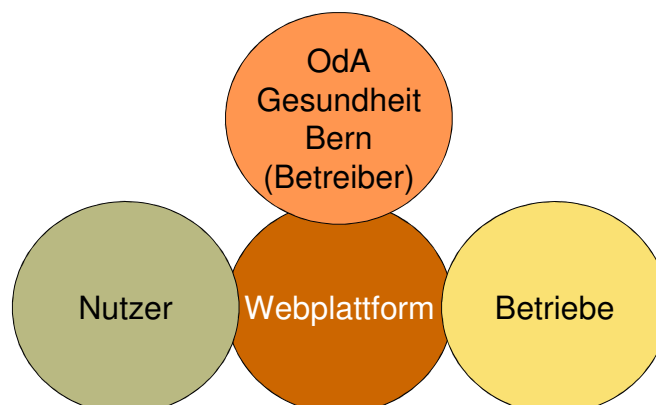 OdA
Gesundheit
Bern
(Betreiber)
Nutzer
Webplattform
Betriebe